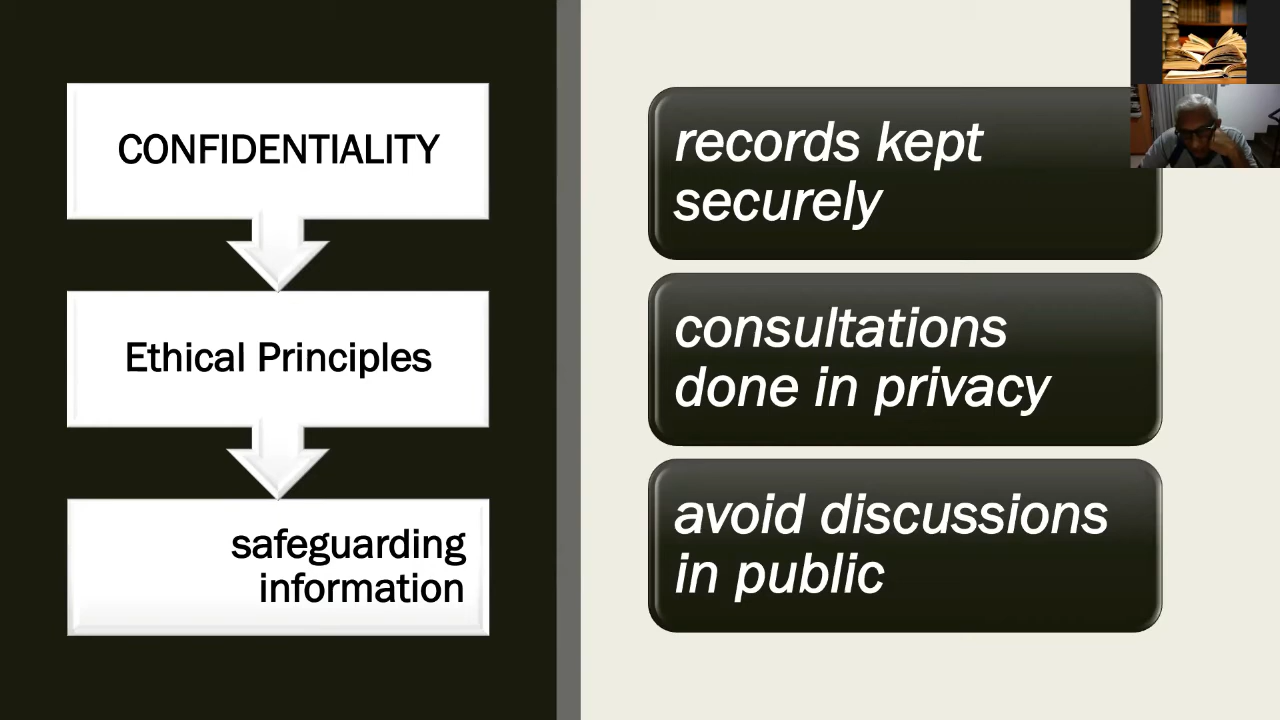 CONFIDENTIALITY
Ethical Principles
safeguarding
information
records kept
securely
consultations
done in privacy
avoid discussions
in public